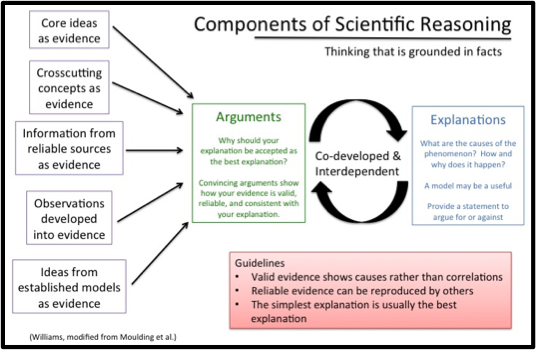 Components of Scientific Reasoning
Thinking that is grounded in facts
Core ideas
as evidence
Crosscutting
concepts as
evidence
Information from
reliable sources
as evidence
Observations
developed
into evidence
Ideas from
established models
as evidence
Arguments
Why should your
explanation be accepted as
the best explanation?
Convincing arguments show
how your evidence is valid,
reliable, and consistent with
your explanation.
Co-developed &
Interdependent
Explanations
What are the causes of the
phenomenon? How and
why does it happen?
A model may be a useful
Provide a statement to
argue for or against
Guidelines
• Valid evidence shows causes rather than correlations
• Reliable evidence can be reproduced by others
• The simplest explanation is usually the best
explanation
(Williams, modified from Moulding et al.)